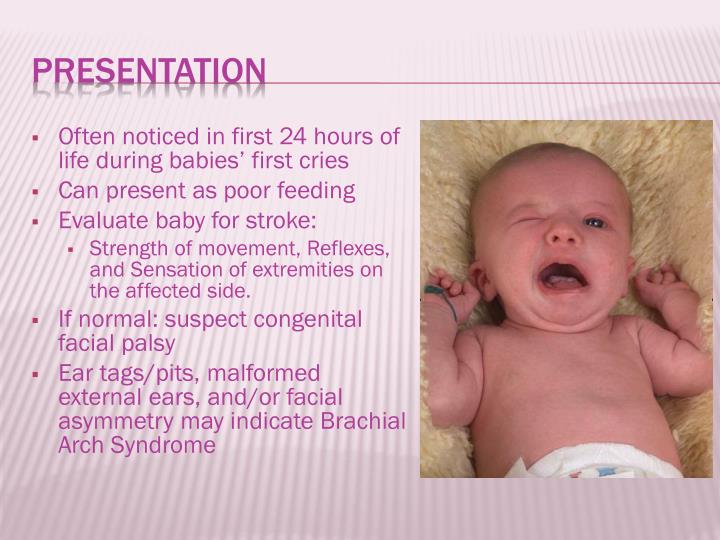 PRESENTATION
Often noticed in first 24 hours of
life during babies’ first cries
Can present as poor feeding
Evaluate baby for stroke:
Strength of movement, Reflexes,
and Sensation of extremities on
the affected side.
If normal: suspect congenital
facial palsy
Ear tags/pits, malformed
external ears, and/or facial
asymmetry may indicate Brachial
Arch Syndrome